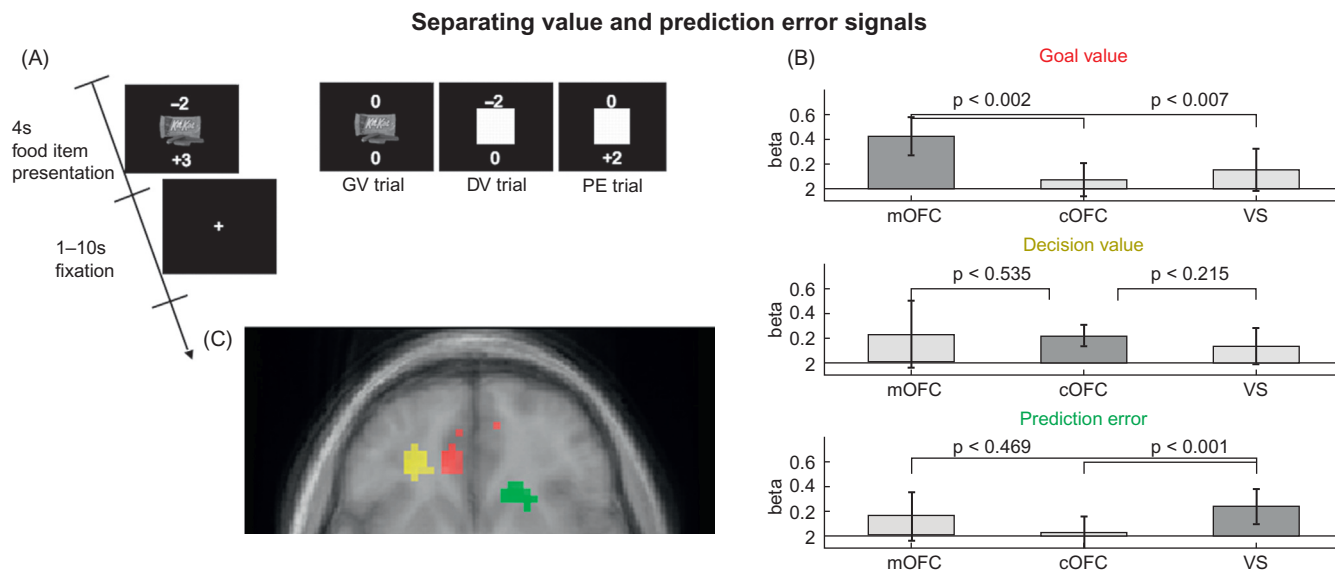 Separating value and prediction error signals
(A)
4s
food item
presentation
1–10s
fixation
–2
KitKat
+3
+
0
KitKat
0
GV trial
–2
0
DV trial
0
+2
PE trial
(B)
Goal value
p < 0.002
p < 0.007
beta
0.6
0.2
2
mOFC
cOFC
VS
Decision value
p < 0.535
p < 0.215
beta
0.6
0.4
0.2
2
mOFC
cOFC
VS
Prediction error
p < 0.469
p < 0.001
beta
0.6
0.4
0.2
2
mOFC
cOFC
VS
(C)